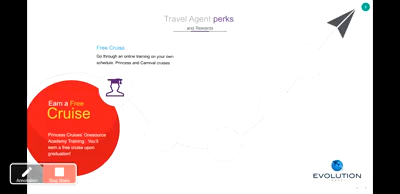 Travel Agent perks
and Rewards
Free Cruise
Go through an online training on your own
schedule. Princess and Carnival cruises
Earn a Free
Cruise
Princess Cruises' Onesource
Academy Training. You'll
earn a free cruise upon
graduation!
Annotation
Stop Share
EVOLUTION